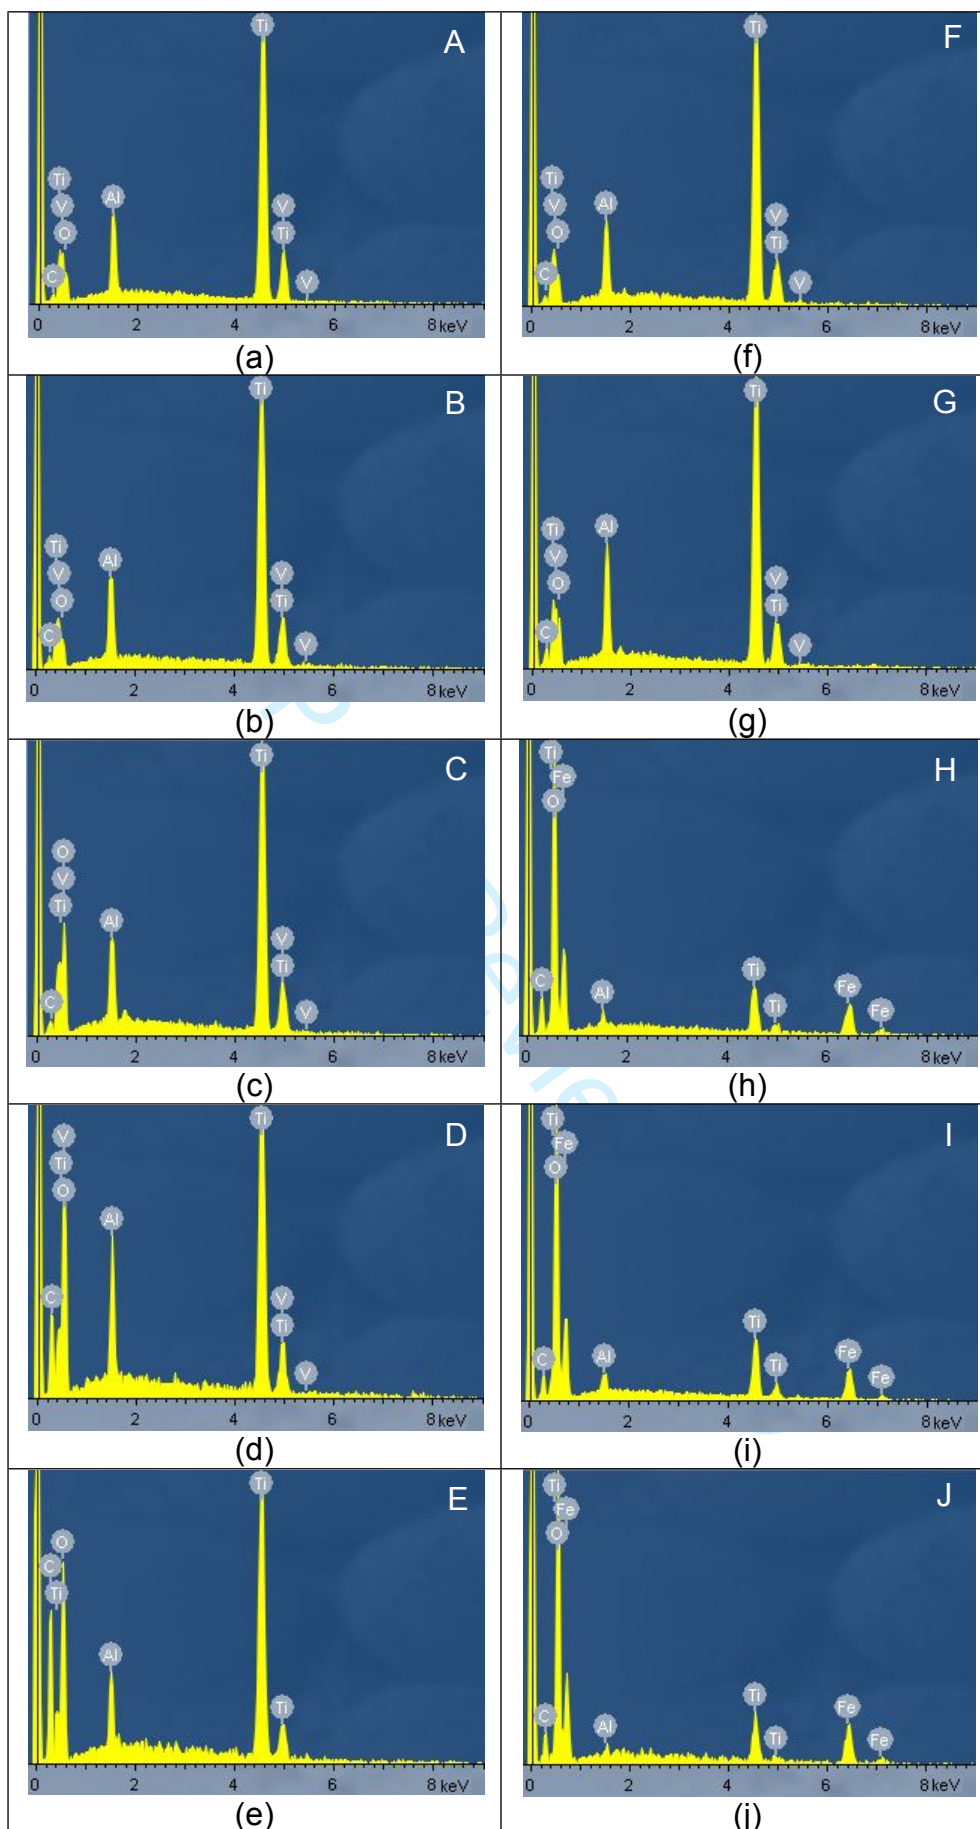 A
Ti
Al
Ti
V
V
Ti
O
V
C
0 2 4 6 8 keV
(a)
F
Ti
Al
Ti
V
V
Ti
O
V
C
0 2 4 6 8 keV
(f)
B
Ti
Ti
Al
V
V
O
Ti
C
V
0 2 4 6 8 keV
(b)
G
Ti
Al
Ti
V
V
O
Ti
C
V
0 2 4 6 8 keV
(g)
C
Ti
O
V
Ti
Al
V
Ti
C
V
0 2 4 6 8 keV
(c)
H
Ti
Fe
O
Ti
C
Al
Fe
Ti
Fe
0 2 4 6 8 keV
(h)
D
Ti
V
Ti
O
Al
C
V
Ti
V
0 2 4 6 8 keV
(d)
I
Ti
Fe
O
Ti
C
Al
Ti
Fe
Fe
0 2 4 6 8 keV
(i)
E
Ti
O
C
Ti
Al
Ti
0 2 4 6 8 keV
(e)
J
Ti
Fe
O
Ti
C
Al
Fe
Ti
Fe
0 2 4 6 8 keV
(j)